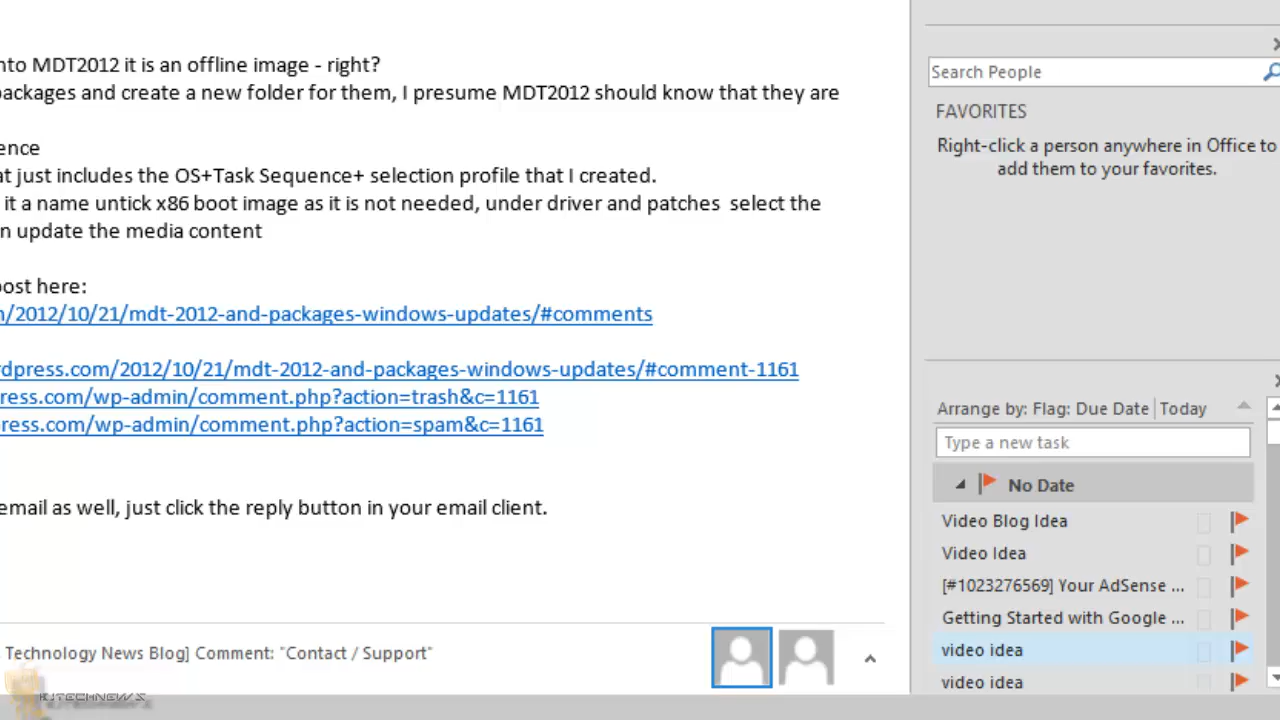 nto MDT2012 it is an offline image - right?
packages and create a new folder for them, I presume MDT2012 should know that they are
ence
at just includes the OS+Task Sequence+ selection profile that I created.
it a name untick x86 boot image as it is not needed, under driver and patches select the
n update the media content
post here:
/2012/10/21/mdt-2012-and-packages-windows-updates/#comments
rdpress.com/2012/10/21/mdt-2012-and-packages-windows-updates/#comment-1161
ress.com/wp-admin/comment.php?action=trash&c=1161
ress.com/wp-admin/comment.php?action=spam&c=1161
email as well, just click the reply button in your email client.
Technology News Blog] Comment: "Contact / Support"
Search People
FAVORITES
Right-click a person anywhere in Office to
add them to your favorites.
Arrange by: Flag: Due Date Today
Type a new task
No Date
Video Blog Idea
Video Idea
[#1023276569] Your AdSense ...
Getting Started with Google ...
video idea
video idea